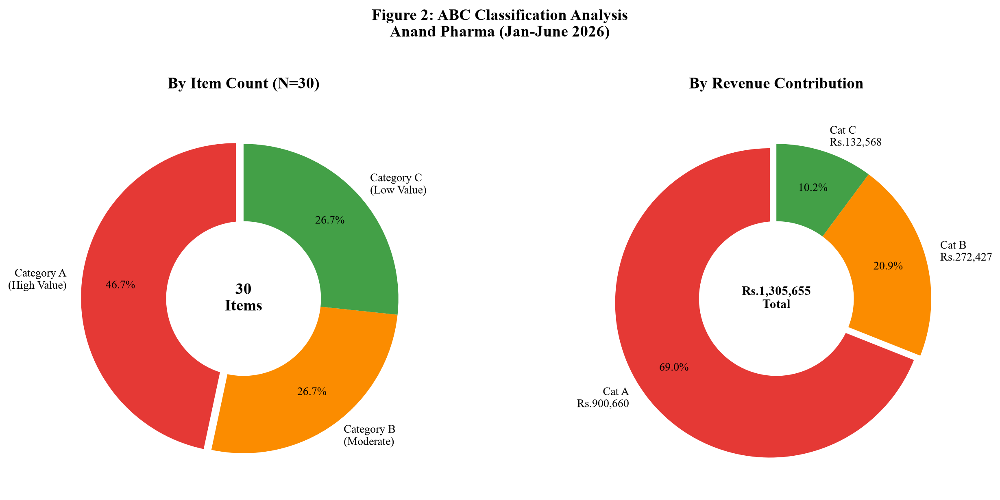 Figure 2: ABC Classification Analysis
Anand Pharma (Jan-June 2026)
By Item Count (N=30)
Category C
(Low Value)
26.7%
Category A
(High Value)
46.7%
30
Items
26.7%
Category B
(Moderate)
By Revenue Contribution
Cat C
Rs.132,568
10.2%
Cat B
Rs.272,427
20.9%
Rs.1,305,655
Total
69.0%
Cat A
Rs.900,660